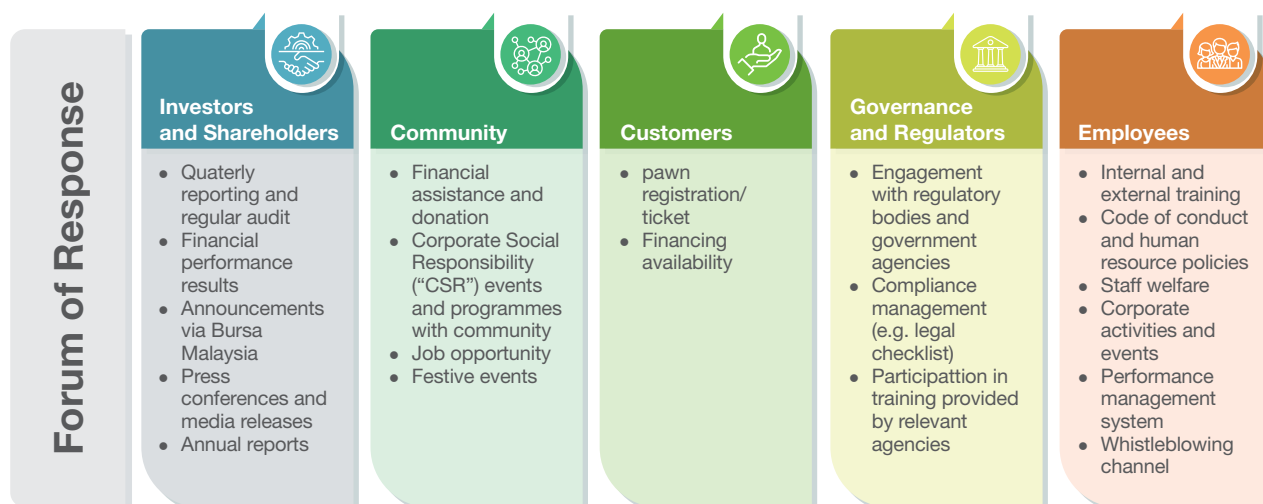 Forum of Response
Investors
and Shareholders
• Quaterly
reporting and
regular audit
• Financial
performance
results
• Announcements
via Bursa
Malaysia
• Press
conferences and
media releases
• Annual reports
Community
• Financial
assistance and
donation
• Corporate Social
Responsibility
(“CSR”) events
and programmes
with community
• Job opportunity
• Festive events
Customers
• pawn
registration/
ticket
• Financing
availability
Governance
and Regulators
• Engagement
with regulatory
bodies and
government
agencies
• Compliance
management
(e.g. legal
checklist)
• Participattion in
training provided
by relevant
agencies
Employees
• Internal and
external training
• Code of conduct
and human
resource policies
• Staff welfare
• Corporate
activities and
events
• Performance
management
system
• Whistleblowing
channel